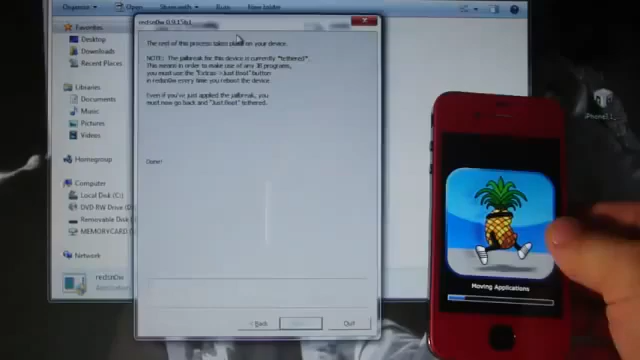 Organize
Open
Share with
Burn
New folder
redsn0w 0.9.15b1
Favorites
Desktop
Downloads
Recent Places
Libraries
Documents
Music
Pictures
Videos
Homegroup
Computer
Local Disk (C:)
DVD RW Drive (D:)
Removable Disk
MEMORYCARD
Network
redsn0w
Application
The rest of this process takes place on your device.
NOTE: The jailbreak for this device is currently "tethered".
This means in order to make use of any JB programs,
you must use the "Extras->Just Boot" button
in redsn0w every time you reboot the device.
Even if you've just applied the jailbreak, you
must now go back and "Just Boot" tethered.
Done!
< Back
Quit
Moving Applications